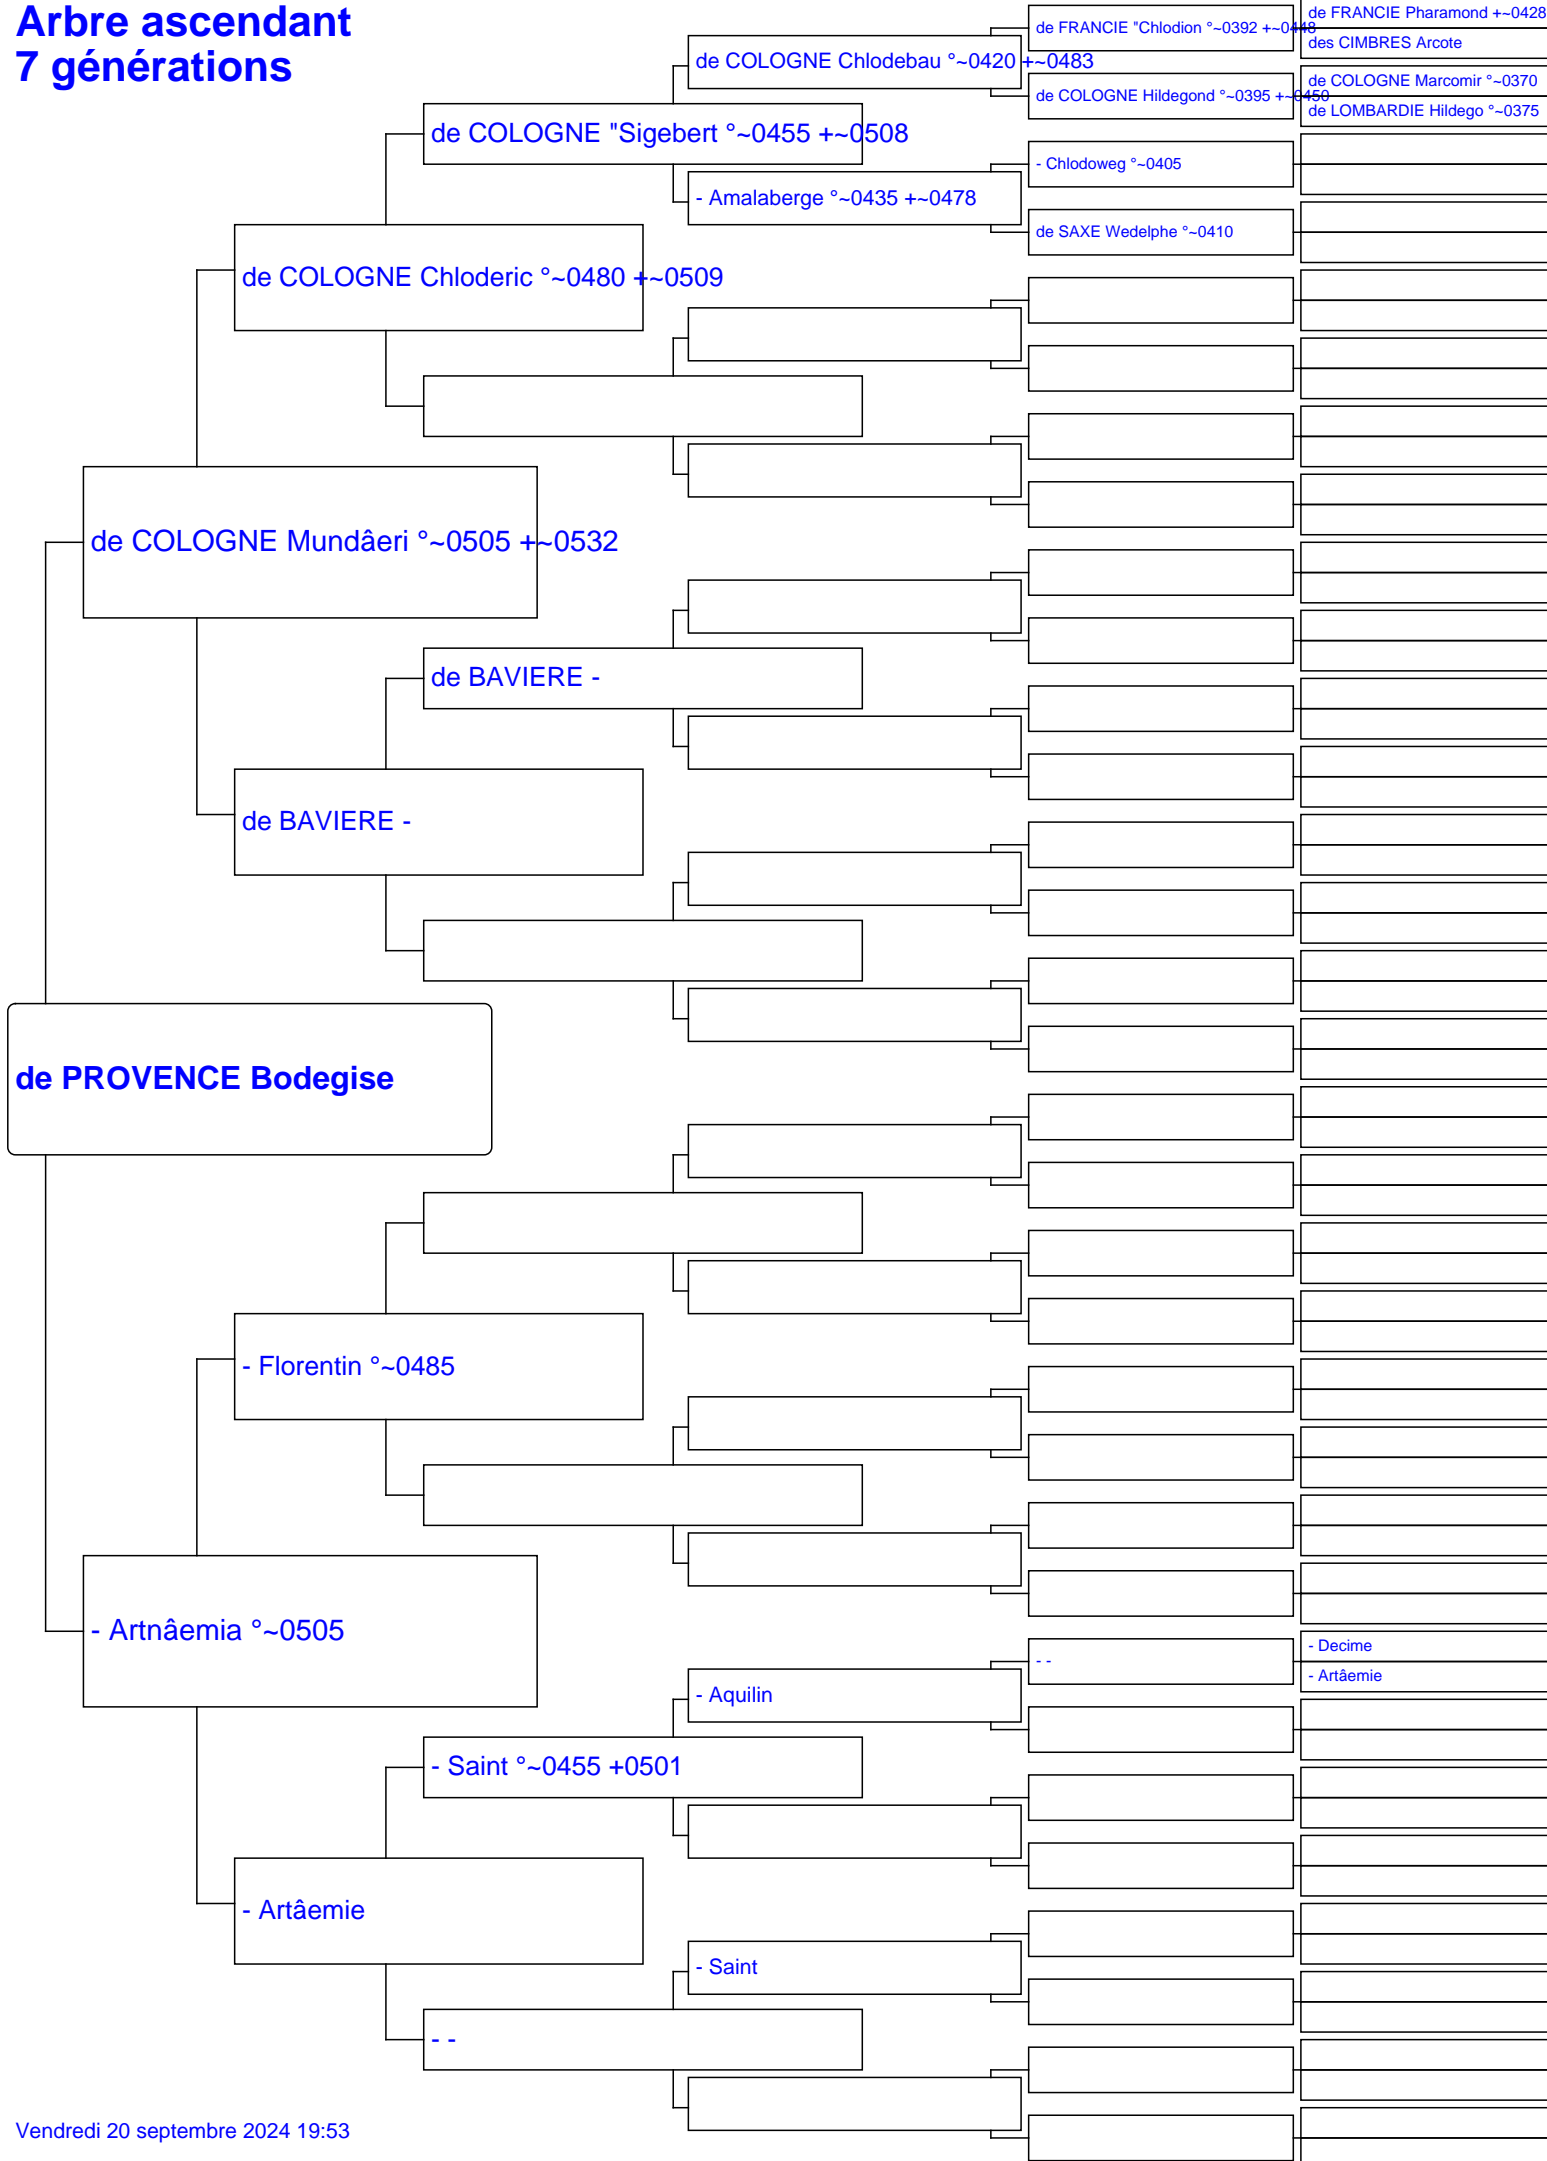 Arbre ascendant
7 générations
de FRANCIE Pharamond +~0428
de FRANCIE "Chlodion °~0392 +~0448
des CIMBRES Arcote
de COLOGNE Chlodebau °~0420 +~0483
de COLOGNE Marcomir °~0370
de COLOGNE Hildegond °~0395 +~0450
de LOMBARDIE Hildego °~0375
de COLOGNE "Sigebert °~0455 +~0508
- Chlodoweg °~0405
- Amalaberge °~0435 +~0478
de SAXE Wedelphe °~0410
de COLOGNE Chloderic °~0480 +~0509
de COLOGNE Mundâeri °~0505 +~0532
de BAVIERE -
de BAVIERE -
de PROVENCE Bodegise
- Florentin °~0485
- Artnâemia °~0505
- Decime
- -
- Artâemie
- Aquilin
- Saint °~0455 +0501
- Artâemie
- Saint
- -
Vendredi 20 septembre 2024 19:53